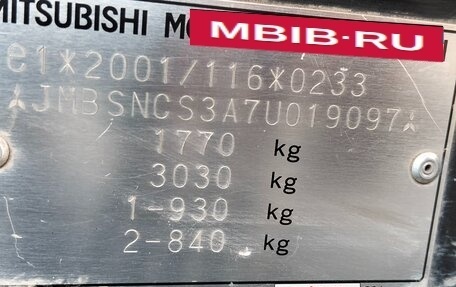 MITSUBISHI MO
MBIB-RU
e1*2001/116*0233
JMBSNCS3A7U019097
1770 kg
3030 kg
1-930 kg
2-840 kg